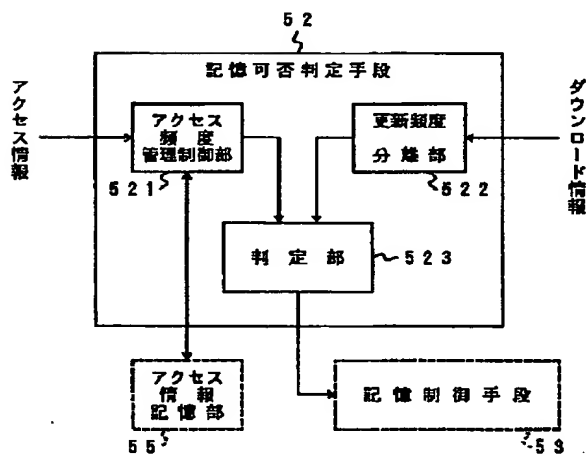 52
記憶可否判定手段
アクセス情報
アクセス
頻度
管理制御部
521
更新頻度
分離部
522
ダウンロード情報
判定部
523
アクセス
情報
記憶部
55
記憶制御手段
53